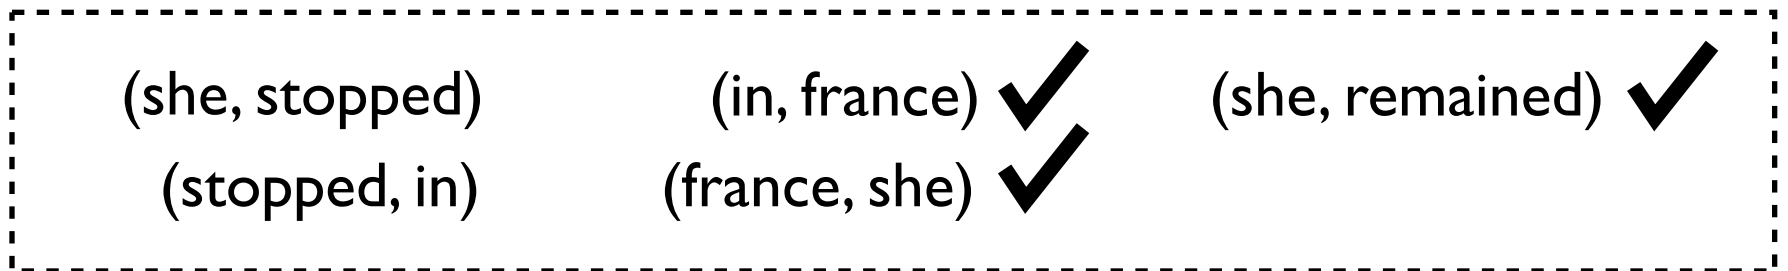 (she, stopped) (in, france) ✓ (she, remained) ✓
(stopped, in) (france, she) ✓